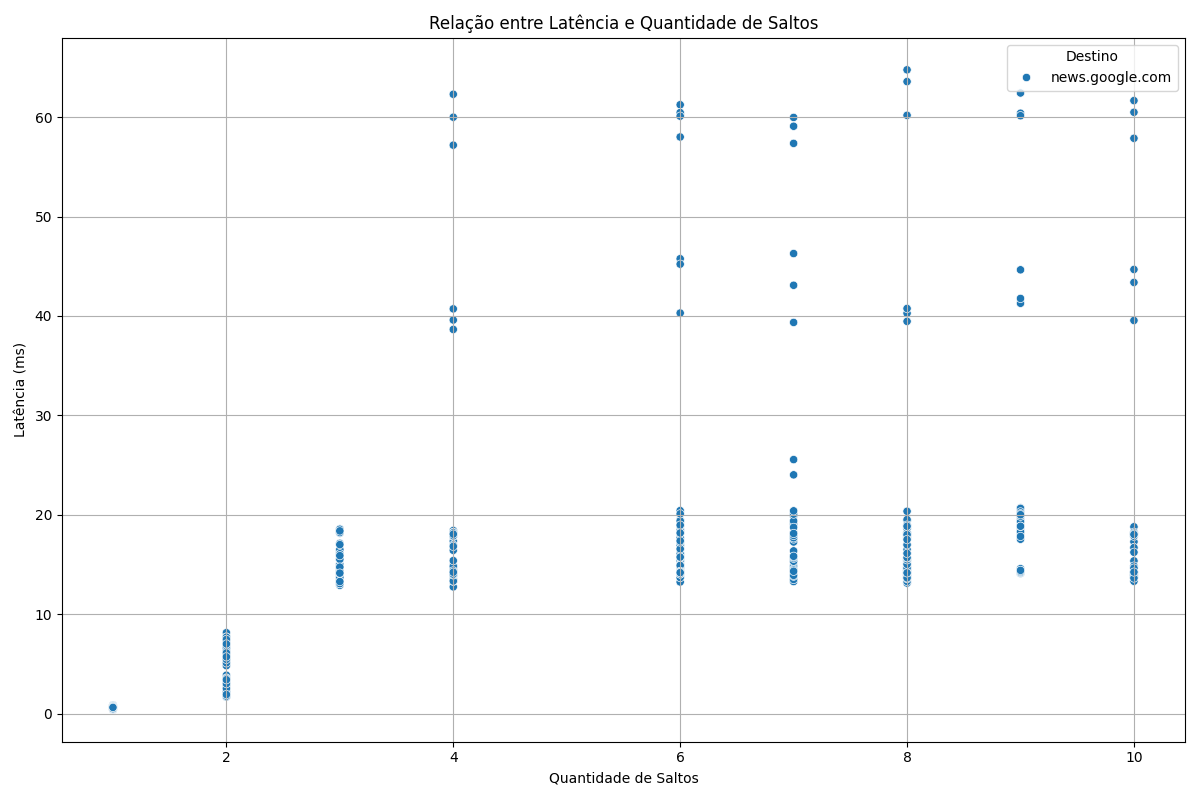 Relação entre Latência e Quantidade de Saltos
Destino
news.google.com
Latência (ms)
60
50
40
30
20
10
0
2 4 6 8 10
Quantidade de Saltos